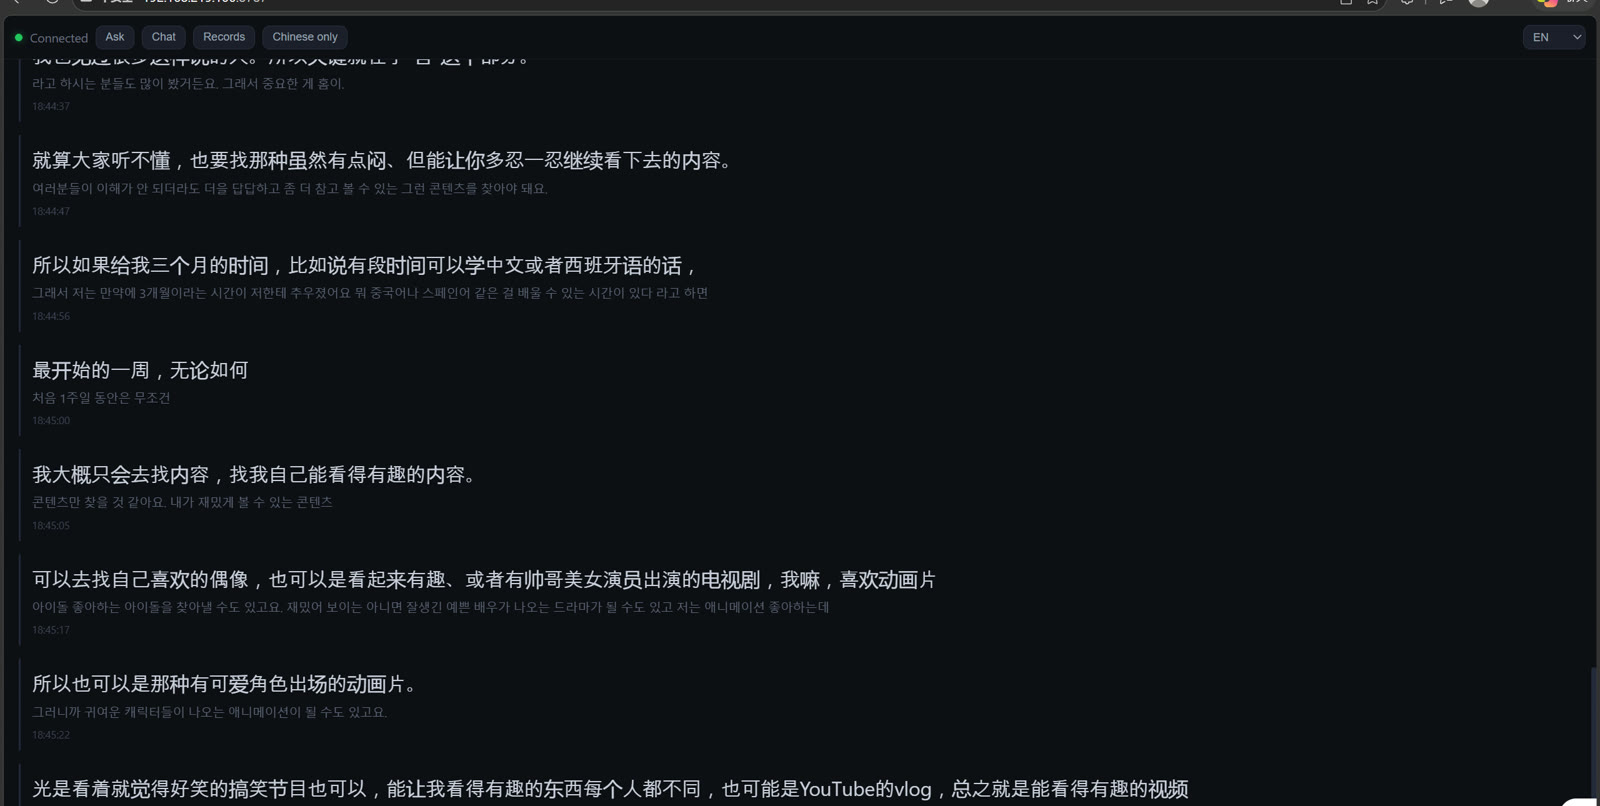 Connected Ask Chat Records Chinese only EN
라고 하시는 분들도 많이 봤거든요. 그래서 중요한 게 홈이.
18:44:37
就算大家听不懂，也要找那种虽然有点闷、但能让你多忍一忍继续看下去的内容。
여러분들이 이해가 안 되더라도 더을 답답하고 좀 더 참고 볼 수 있는 그런 콘텐츠를 찾아야 돼요.
18:44:47
所以如果给我三个月的时间，比如说有段时间可以学中文或者西班牙语的话，
그래서 저는 만약에 3개월이라는 시간이 저한테 추우졌어요 뭐 중국어나 스페인어 같은 걸 배울 수 있는 시간이 있다 라고 하면
18:44:56
最开始的一周，无论如何
처음 1주일 동안은 무조건
18:45:00
我大概只会去找内容，找我自己能看得有趣的内容。
콘텐츠만 찾을 것 같아요. 내가 재밌게 볼 수 있는 콘텐츠
18:45:05
可以去找自己喜欢的偶像，也可以是看起来有趣、或者有帅哥美女演员出演的电视剧，我嘛，喜欢动画片
아이돌 좋아하는 아이돌을 찾아낼 수도 있고요. 재밌어 보이는 아니면 잘생긴 예쁜 배우가 나오는 드라마가 될 수도 있고 저는 애니메이션 좋아하는데
18:45:17
所以也可以是那种有可爱角色出场的动画片。
그러니까 귀여운 캐릭터들이 나오는 애니메이션이 될 수도 있고요.
18:45:22
光是看着就觉得好笑的搞笑节目也可以，能让我看得有趣的东西每个人都不同，也可能是YouTube的vlog，总之就是能看得有趣的视频